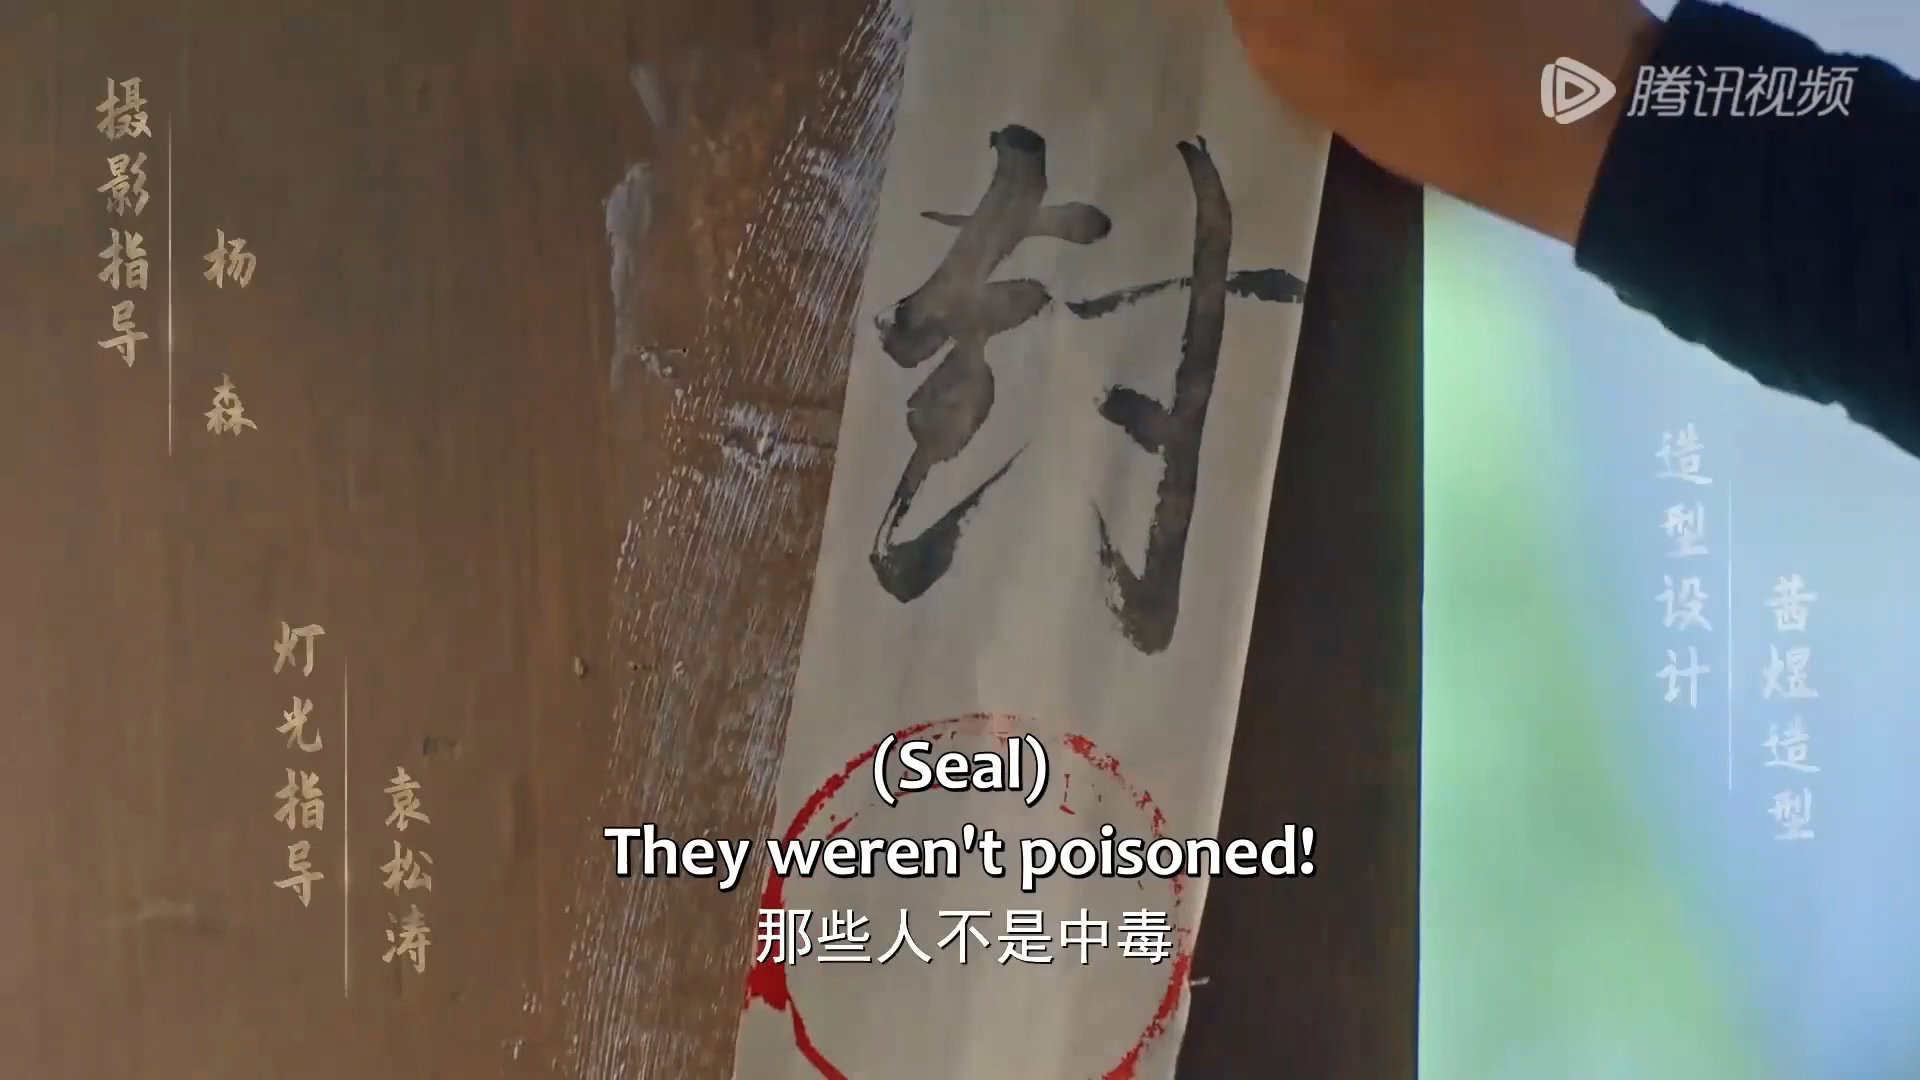 摄影指导
杨森
灯光指导
袁松涛
封
腾讯视频
造型设计
茜煜造型
(Seal)
They weren't poisoned!
那些人不是中毒